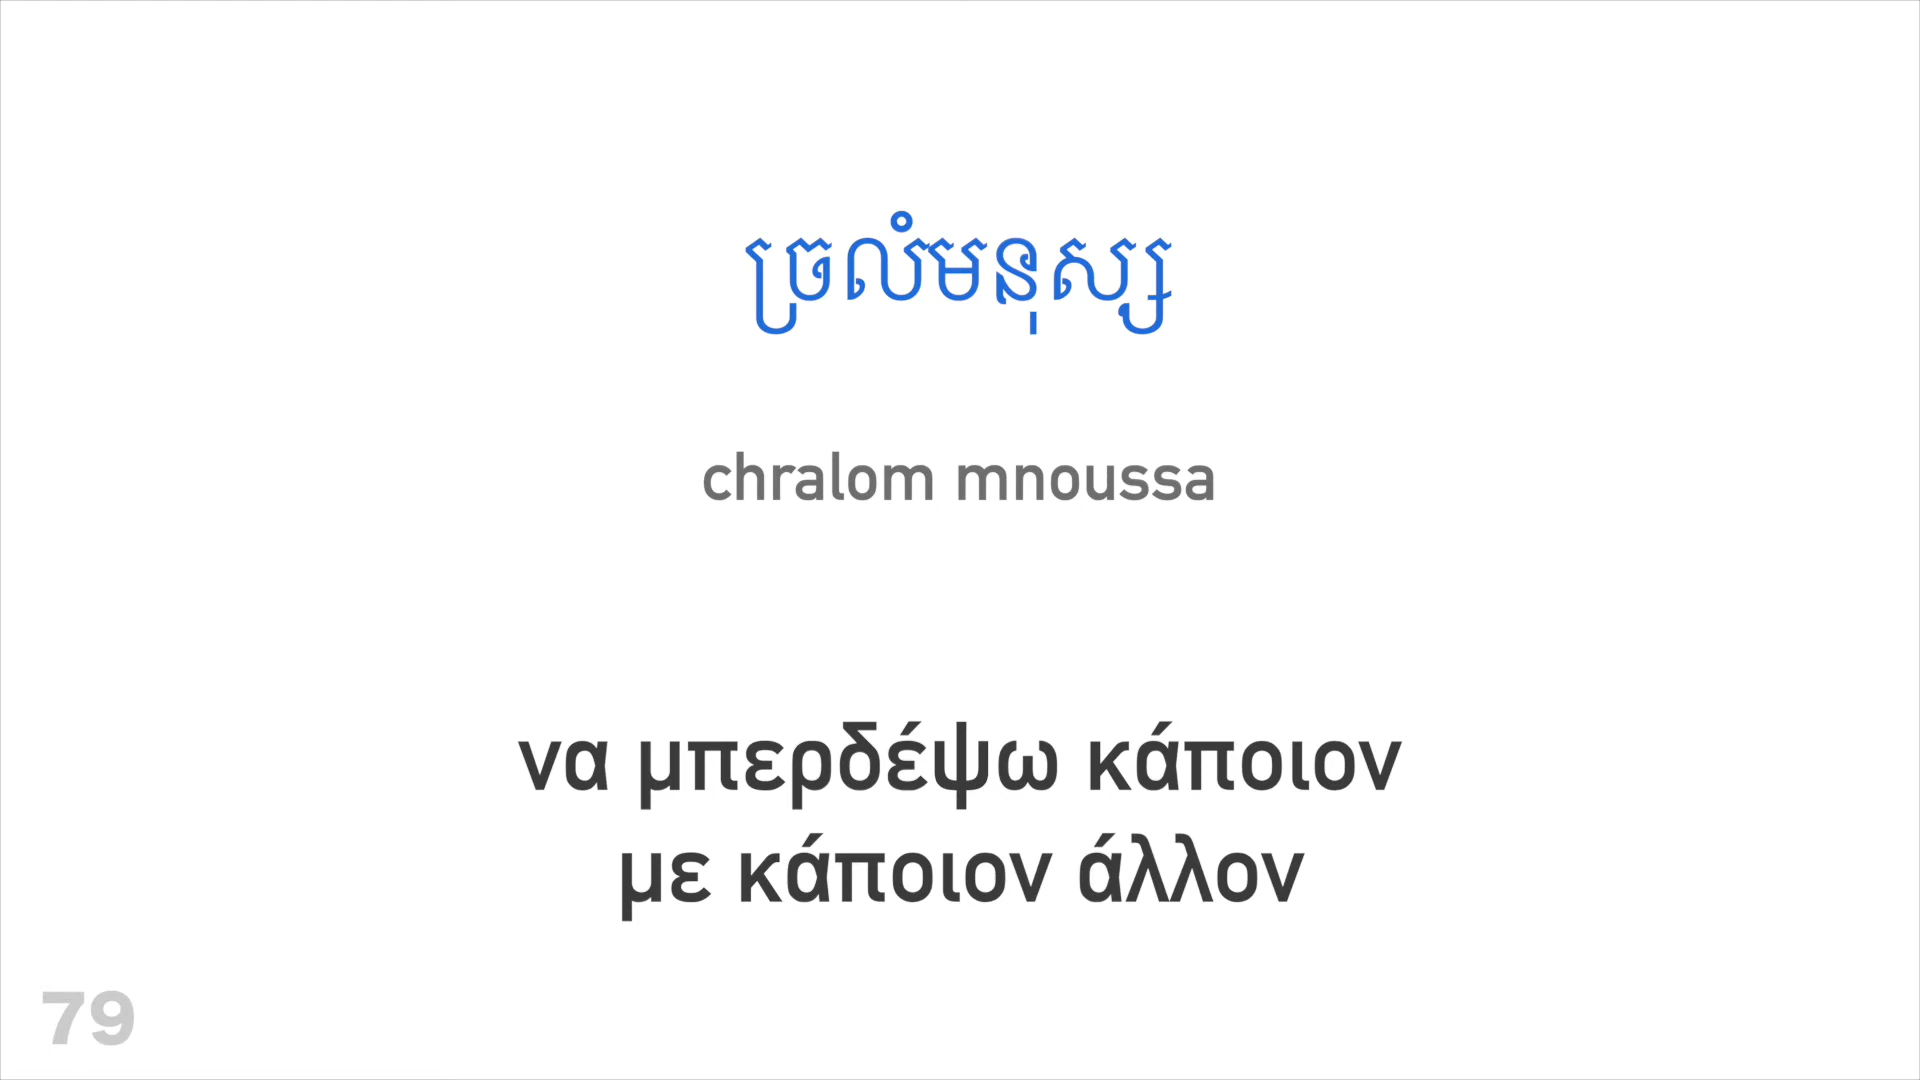 ច្រលំមនុស្ស
chralom mnoussa
να μπερδέψω κάποιον
με κάποιον άλλον
79